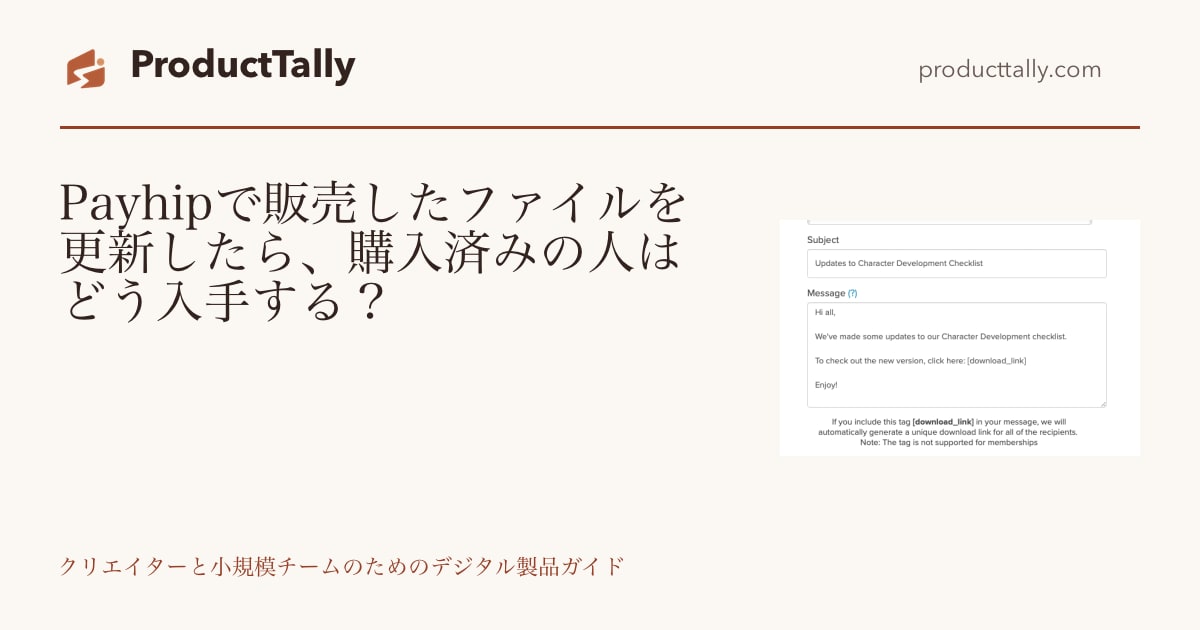 ProductTally
producttally.com
Payhipで販売したファイルを
更新したら、購入済みの人は
どう入手する？
Subject
Updates to Character Development Checklist
Message (?)
Hi all,
We've made some updates to our Character Development checklist.
To check out the new version, click here: [download_link]
Enjoy!
If you include this tag [download_link] in your message, we will
automatically generate a unique download link for all of the recipients.
Note: The tag is not supported for memberships
クリエイターと小規模チームのためのデジタル製品ガイド